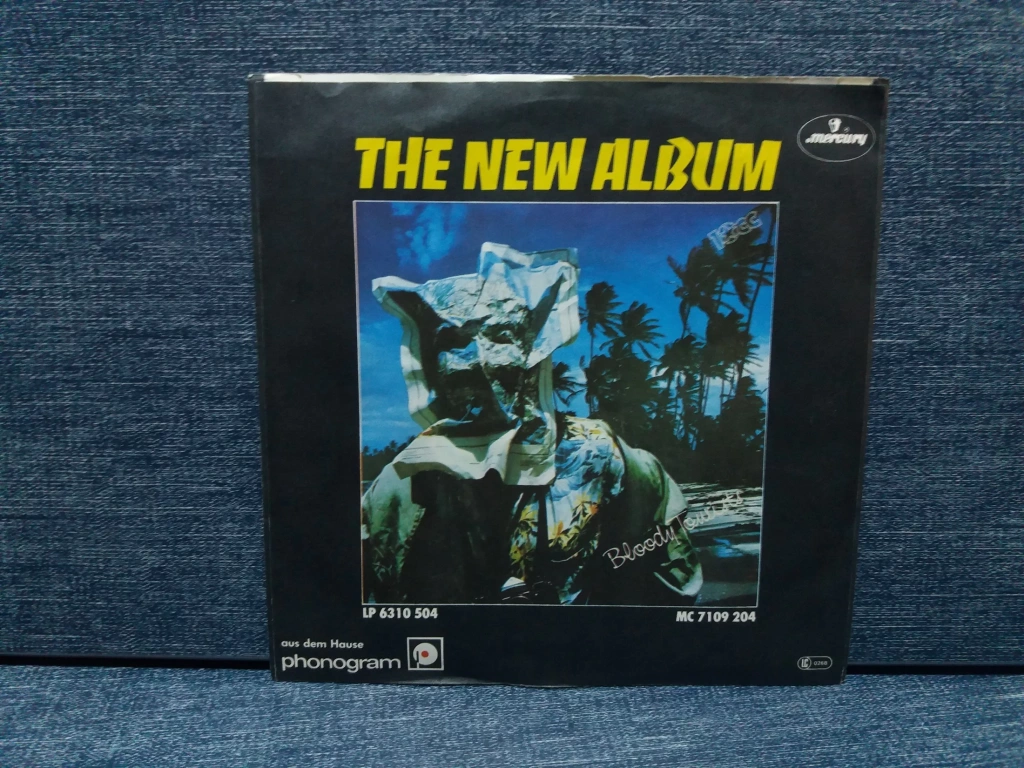 THE NEW ALBUM
mercury
10cc
Bloody Tourists
LP 6310 504
MC 7109 204
aus dem Hause
phonogram
p